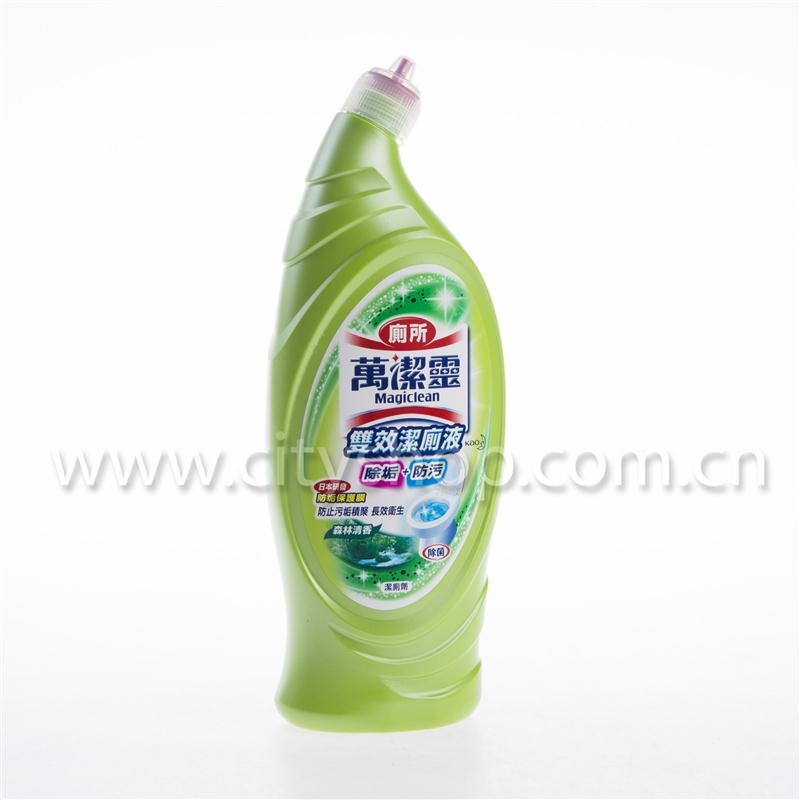 廁所
萬潔靈
Magiclean
雙效潔廁液
Kao
除垢+防污
www.cityshop.com.cn
日本研發
防垢保護膜
防止污垢積聚 長效衛生
森林清香
除菌
潔廁劑